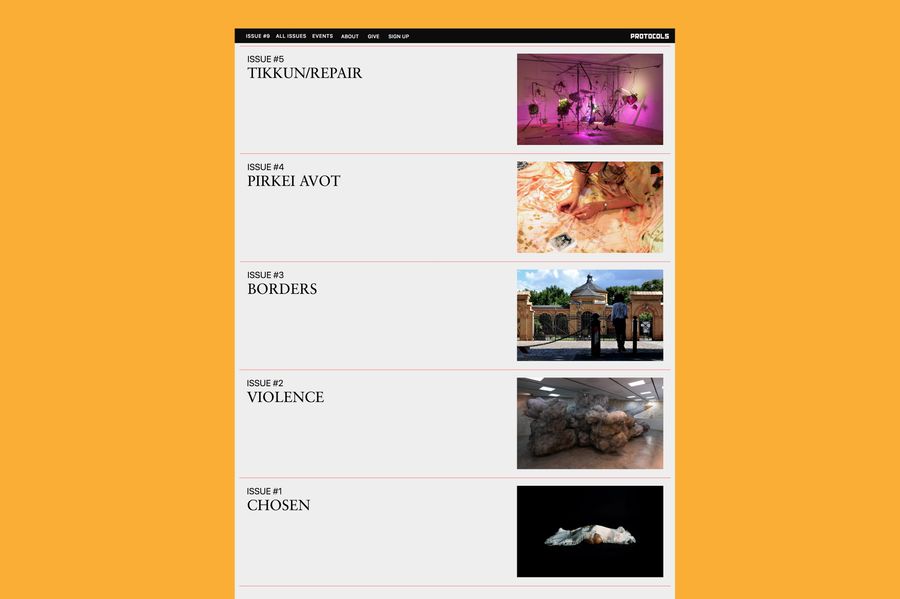 ISSUE #9 ALL ISSUES EVENTS ABOUT GIVE SIGN UP PROTOCOLS
ISSUE #5
TIKKUN/REPAIR
ISSUE #4
PIRKEI AVOT
ISSUE #3
BORDERS
ISSUE #2
VIOLENCE
ISSUE #1
CHOSEN